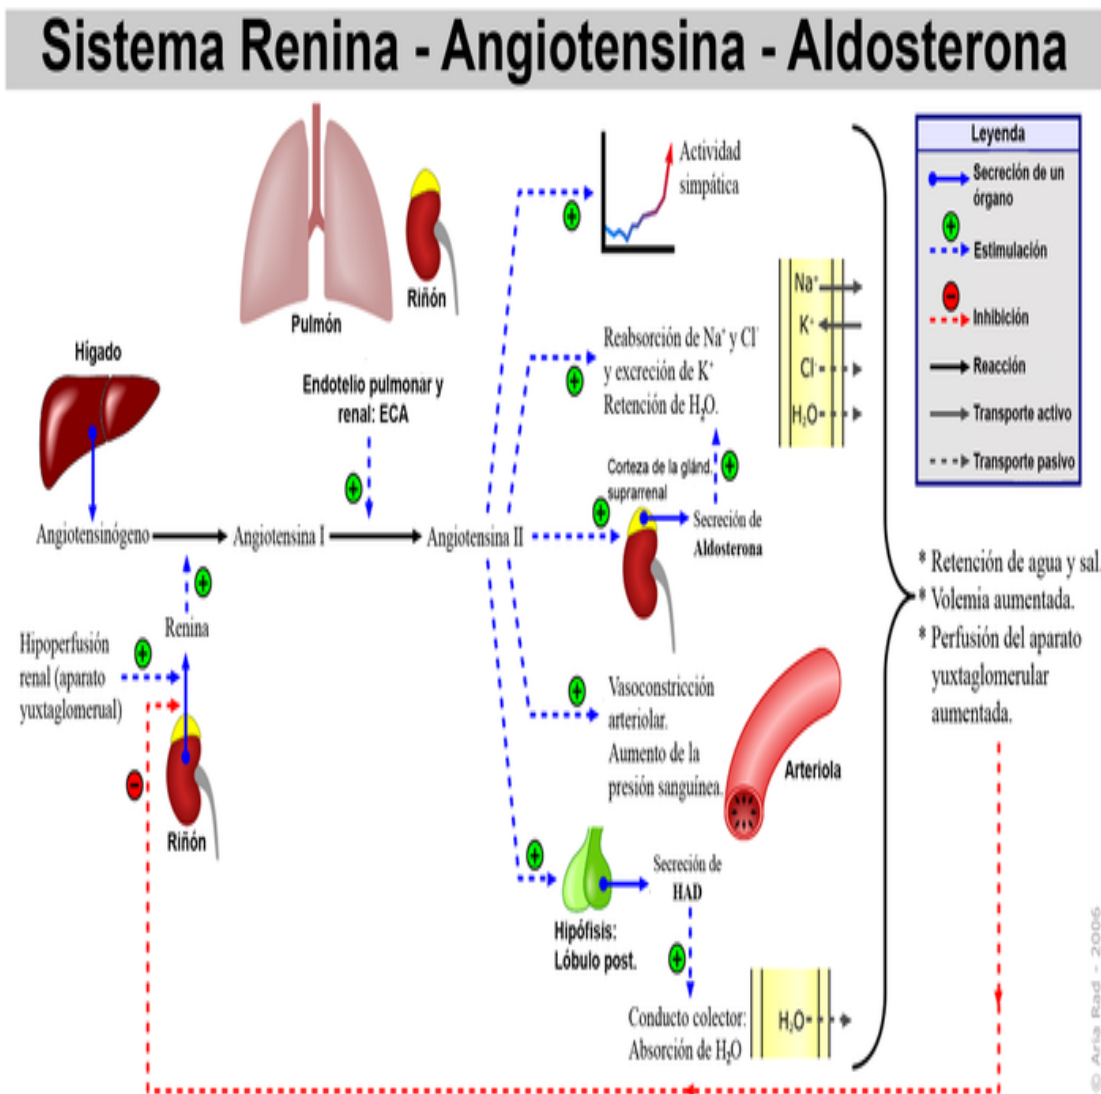 Sistema Renina - Angiotensina - Aldosterona
Pulmón
Riñón
Hígado
Endotelio pulmonar y
renal: ECA
Angiotensinógeno
Angiotensina I
Angiotensina II
Renina
Hipoperfusión
renal (aparato
yuxtaglomerual)
Riñón
Actividad
simpática
Reabsorción de Na⁺ y Cl⁻
y excreción de K⁺
Retención de H₂O.
Na⁺
K⁺
Cl⁻
H₂O
Corteza de la gländ.
suprarrenal
Secreción de
Aldosterona
Vasoconstricción
arteriolar.
Aumento de la
presión sanguínea.
Arteriola
Hipófisis:
Lóbulo post.
Secreción de
HAD
Conducto colector:
Absorción de H₂O
H₂O
Leyenda
Secreción de un
órgano
Estimulación
Inhibición
Reacción
Transporte activo
Transporte pasivo
* Retención de agua y sal.
* Volemia aumentada.
* Perfusión del aparato
yuxtaglomerular
aumentada.
© Aria Rad - 2006